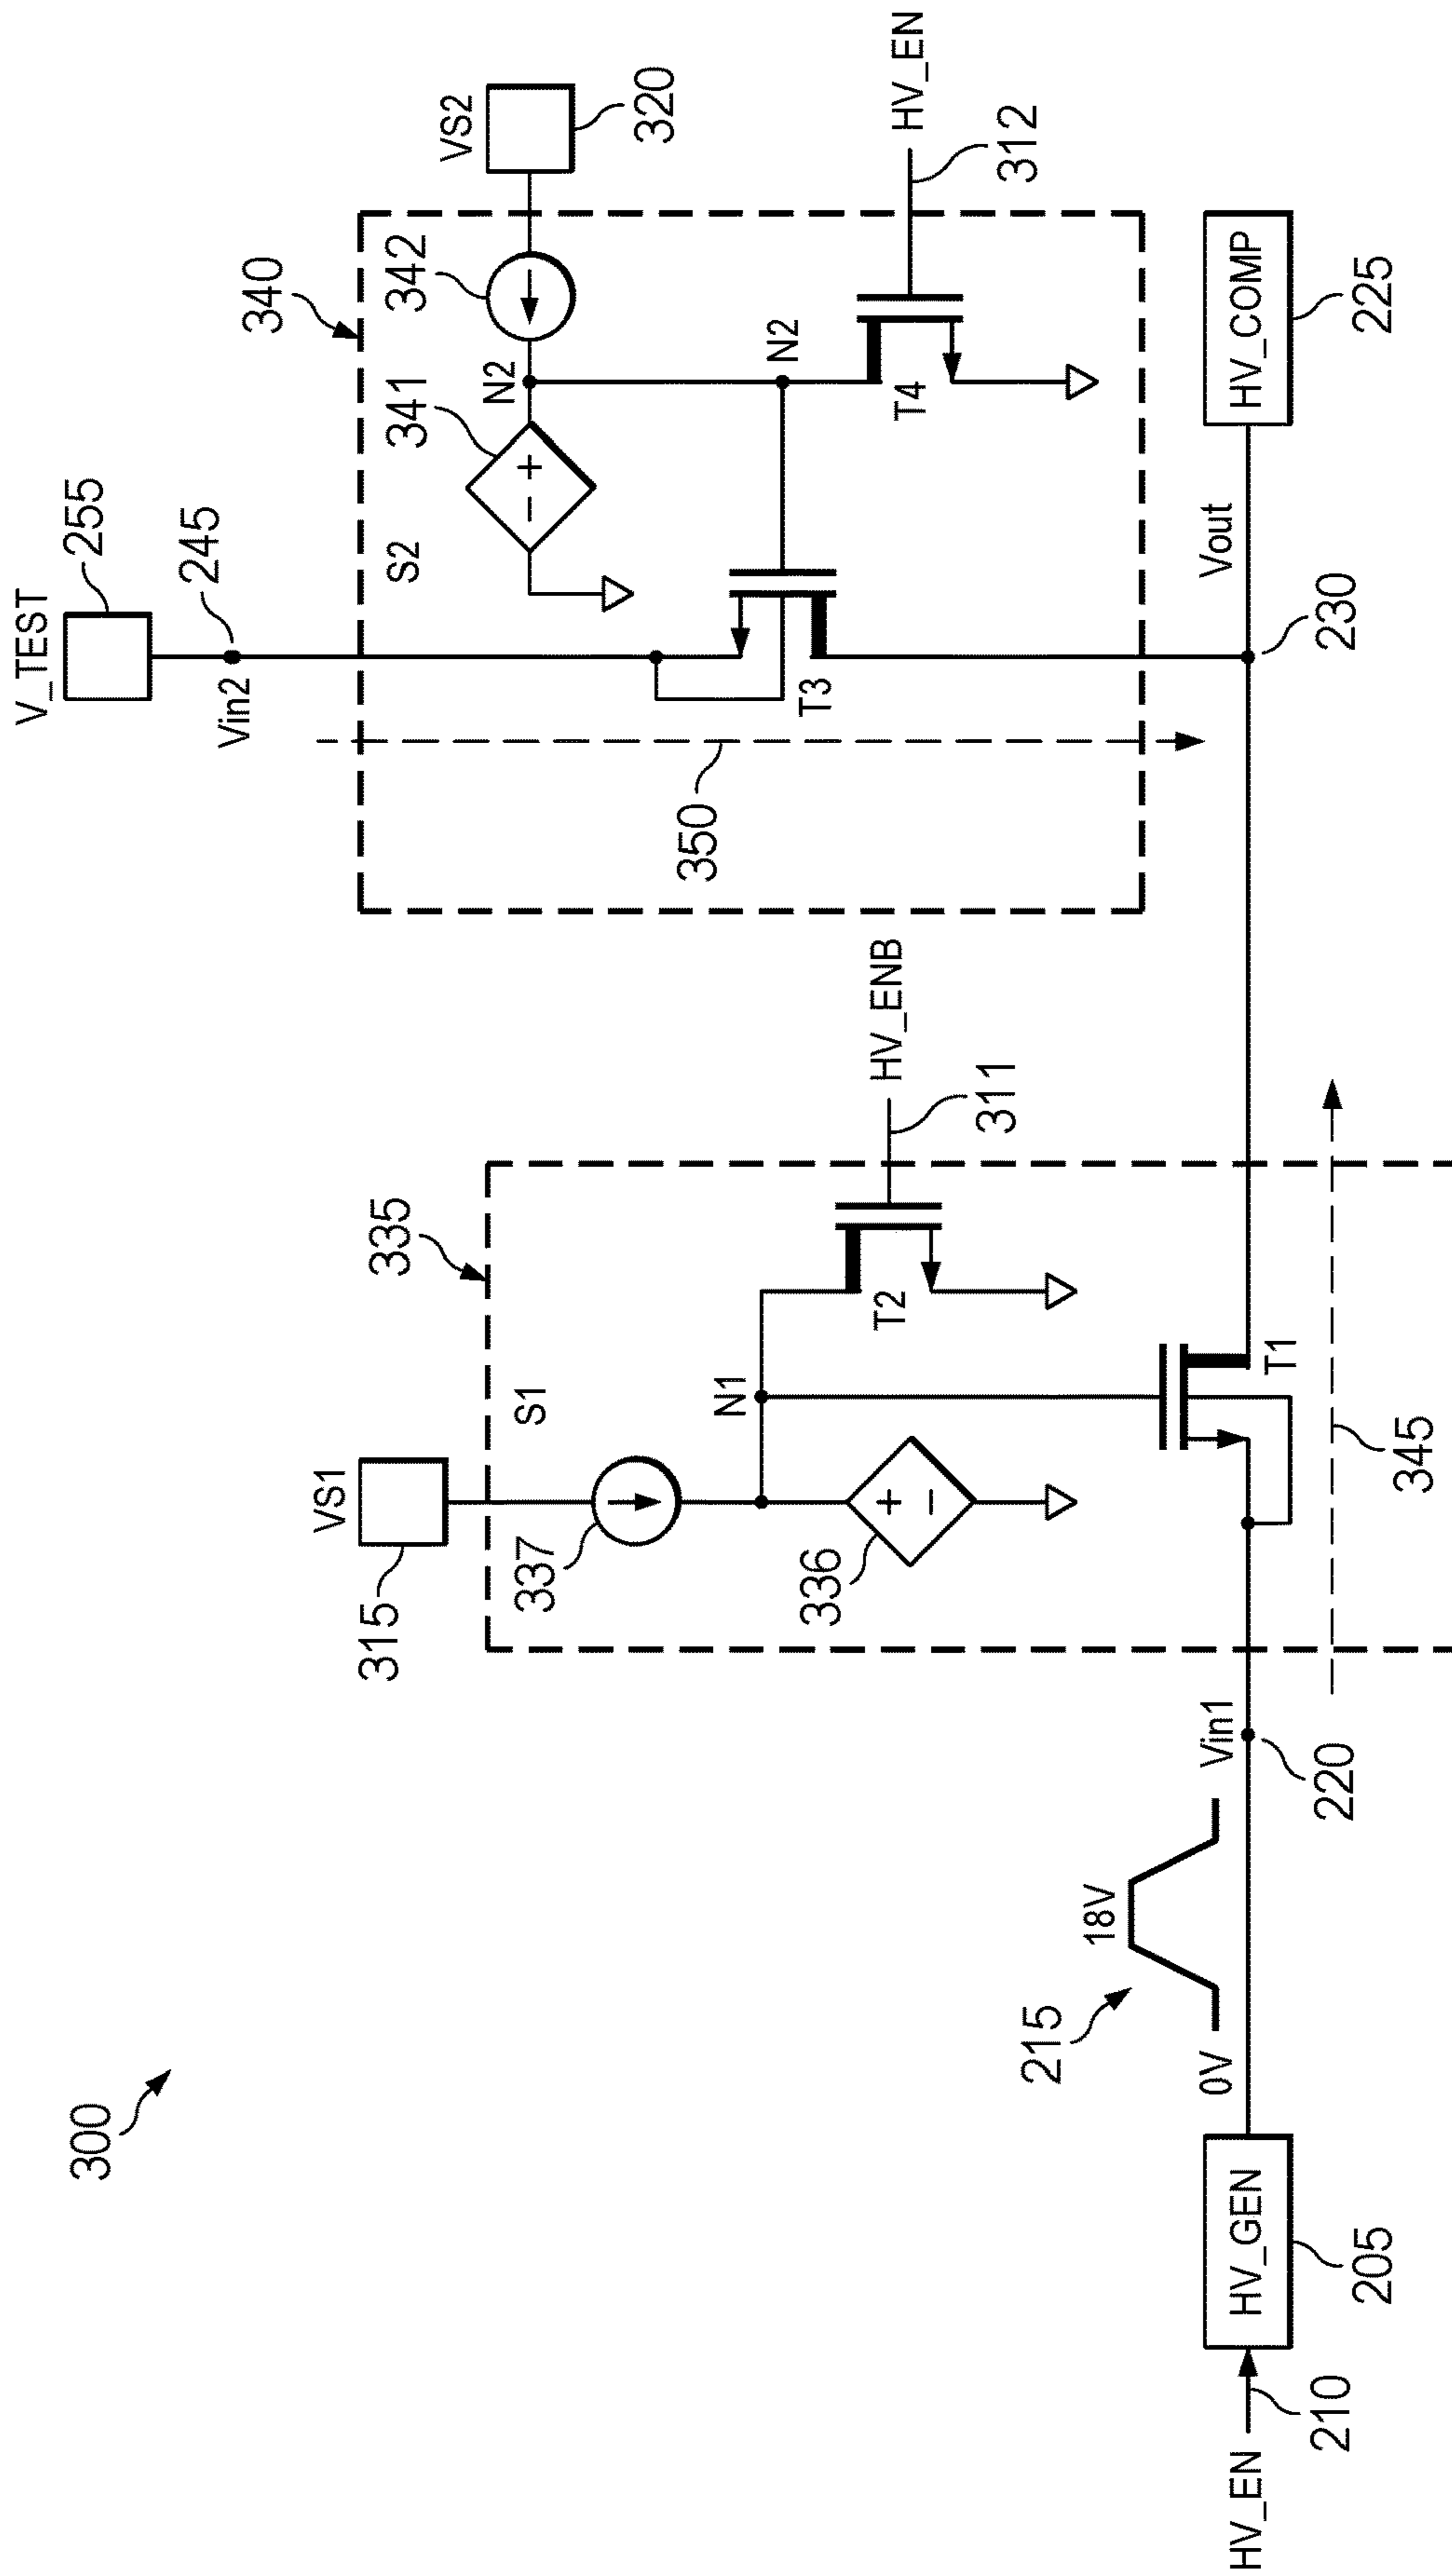 300
HV_EN
210
HV_GEN
205
0V
215
18V
Vin1
220
VS1
315
335
S1
337
336
N1
T2
HV_ENB
311
T1
345
V_TEST
255
245
Vin2
340
S2
341
342
VS2
320
N2
N2
T3
T4
HV_EN
312
350
Vout
230
HV_COMP
225